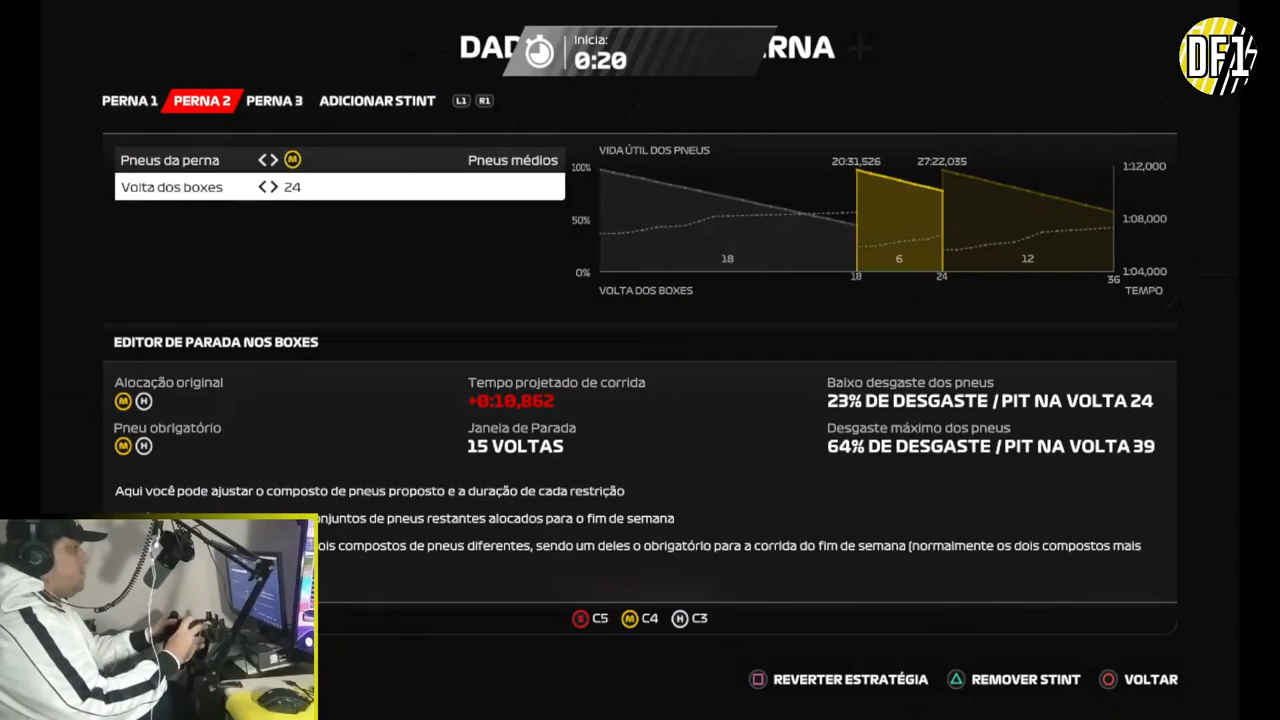 DAD
ERNA
Inicia:
0:20
DF1
PERNA 1 PERNA 2 PERNA 3 ADICIONAR STINT L1 R1
Pneus da perna M Pneus médios
Volta dos boxes 24
VIDA ÚTIL DOS PNEUS
20:31,526 27:22,035
100% 1:12,000
50% 1:08,000
0% 1:04,000
18 6 12
18 24 36
VOLTA DOS BOXES TEMPO
EDITOR DE PARADA NOS BOXES
Alocação original
M H
Pneu obrigatório
M H
Tempo projetado de corrida
+0:10,862
Janela de Parada
15 VOLTAS
Baixo desgaste dos pneus
23% DE DESGASTE / PIT NA VOLTA 24
Desgaste máximo dos pneus
64% DE DESGASTE / PIT NA VOLTA 39
Aqui você pode ajustar o composto de pneus proposto e a duração de cada restrição
onjuntos de pneus restantes alocados para o fim de semana
ois compostos de pneus diferentes, sendo um deles o obrigatório para a corrida do fim de semana (normalmente os dois compostos mais
S C5 M C4 H C3
REVERTER ESTRATÉGIA REMOVER STINT VOLTAR